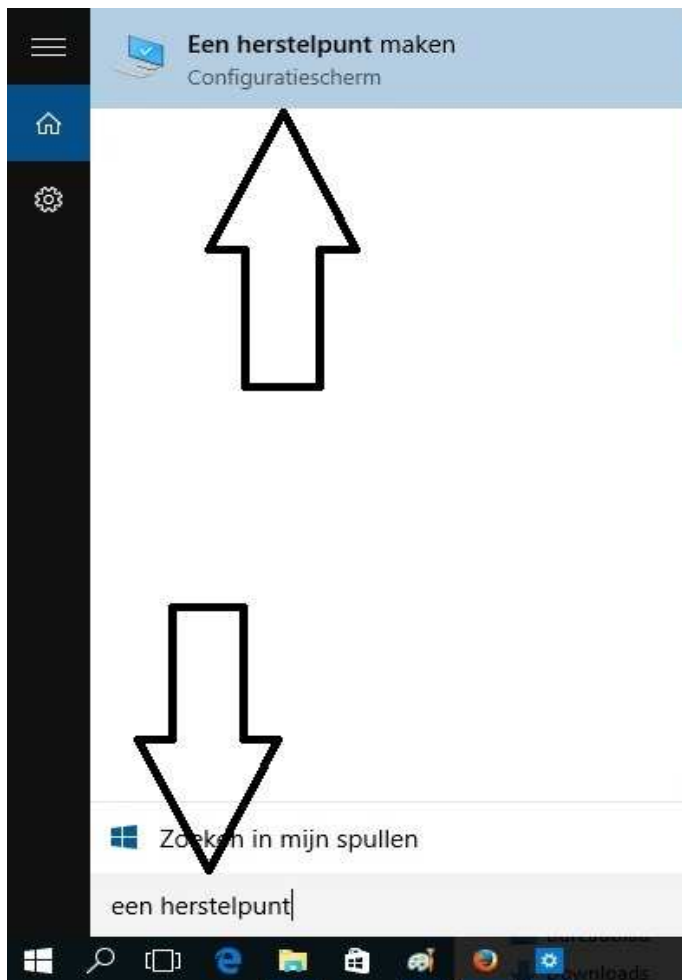 Een herstelpunt maken
Configuratiescherm
Zoeken in mijn spullen
een herstelpunt